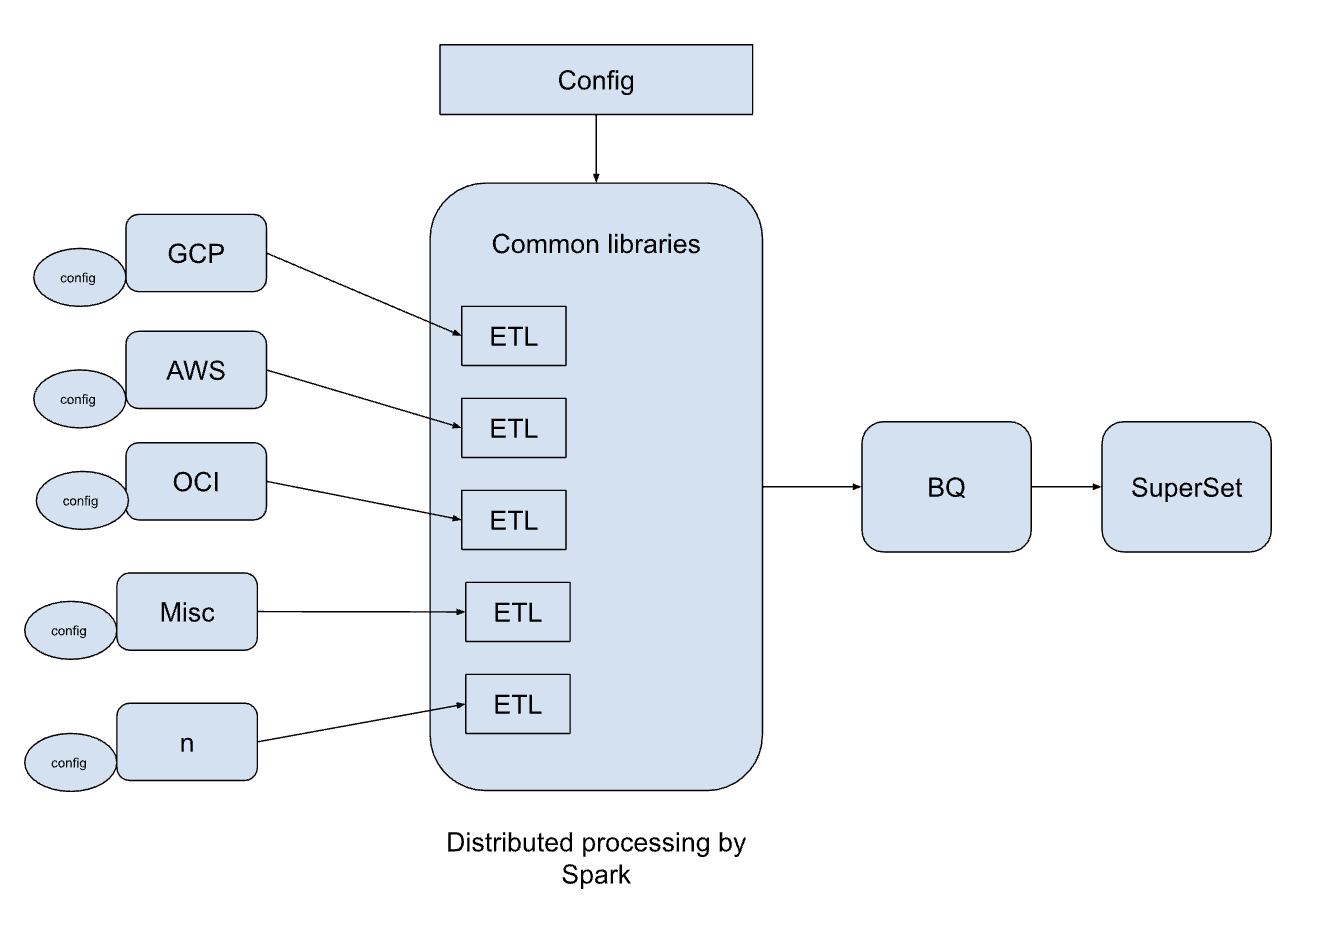 Config
Common libraries
GCP
config
ETL
AWS
config
ETL
OCI
config
ETL
BQ
SuperSet
Misc
config
ETL
n
config
ETL
Distributed processing by
Spark